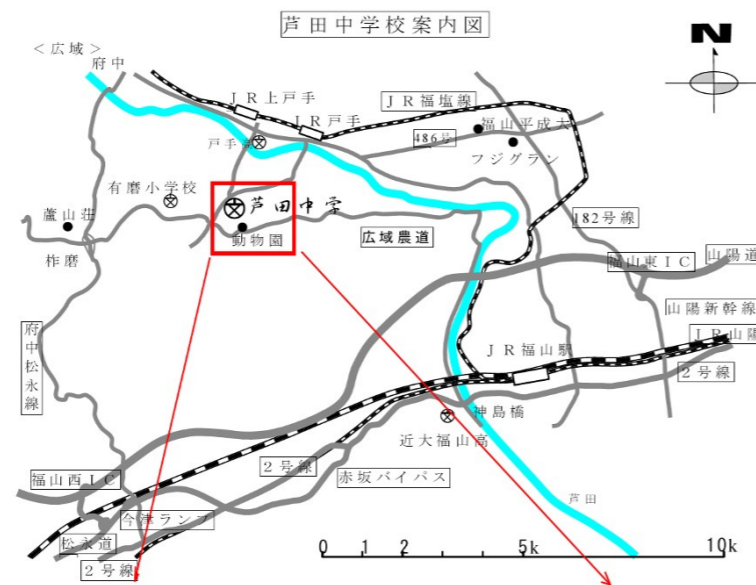 芦田中学校案内図
N
＜広域＞
府中
ＪＲ上戸手
ＪＲ福塩線
ＪＲ戸手
福山平成大
486号
フジグラン
有磨小学校
芦田中学
蘆山荘
動物園
広域農道
182号線
柞磨
福山東ＩＣ
山陽道
山陽新幹線
ＪＲ山陽
府中松永線
ＪＲ福山駅
２号線
神島橋
近大福山高
２号線
赤坂バイパス
福山西ＩＣ
芦田
今津ランプ
松永道
２号線
0 1 2 5k 10k